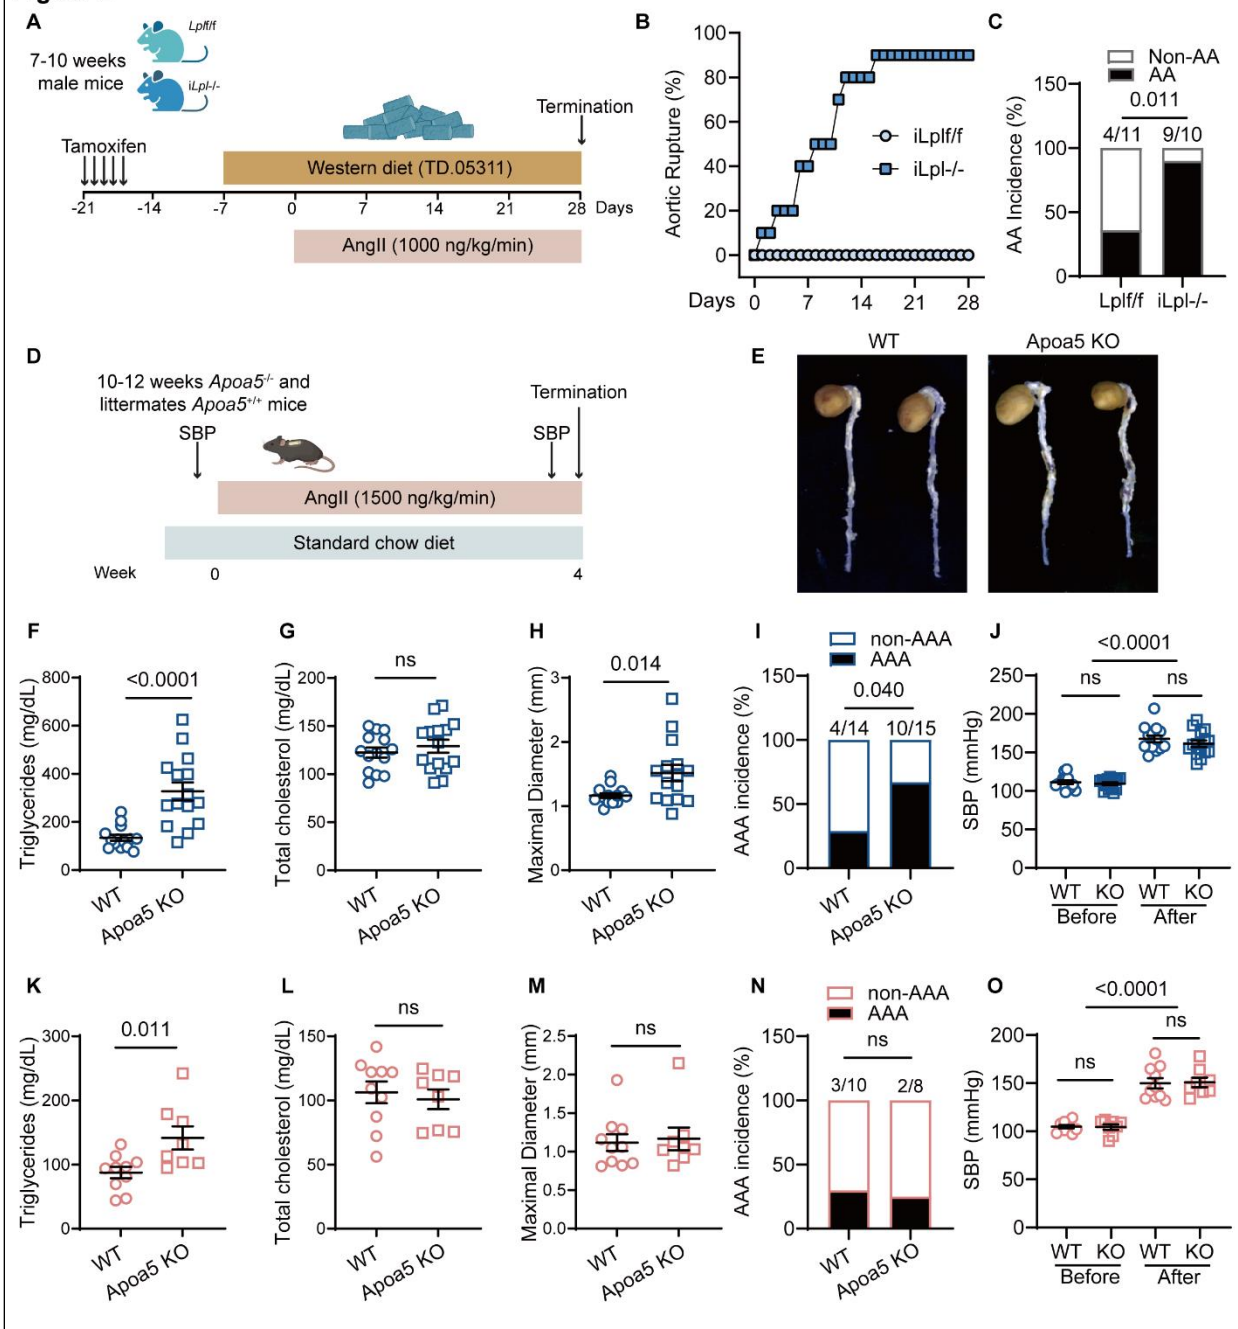 A
7-10 weeks
male mice
Lplf/f
iLpl-/-
Tamoxifen
Termination
Western diet (TD.05311)
-21 -14 -7 0 7 14 21 28 Days
AngII (1000 ng/kg/min)
B
Aortic Rupture (%)
100
80
60
40
20
0
iLplf/f
iLpl-/-
Days 0 7 14 21 28
C
Non-AA
AA
AA Incidence (%)
150
100
50
0
0.011
4/11 9/10
Lplf/f iLpl-/-
D
10-12 weeks Apoa5-/- and
littermates Apoa5+/+ mice
SBP
SBP
Termination
AngII (1500 ng/kg/min)
Standard chow diet
Week 0 4
E
WT Apoa5 KO
F
Triglycerides (mg/dL)
800
600
400
200
0
<0.0001
WT Apoa5 KO
G
Total cholesterol (mg/dL)
200
150
100
50
0
ns
WT Apoa5 KO
H
Maximal Diameter (mm)
3
2
1
0
0.014
WT Apoa5 KO
I
non-AAA
AAA
AAA incidence (%)
150
100
50
0
0.040
4/14 10/15
WT Apoa5 KO
J
SBP (mmHg)
250
200
150
100
50
0
<0.0001
ns ns
WT KO WT KO
Before After
K
Triglycerides (mg/dL)
300
200
100
0
0.011
WT Apoa5 KO
L
Total cholesterol (mg/dL)
150
100
50
0
ns
WT Apoa5 KO
M
Maximal Diameter (mm)
2.5
2.0
1.5
1.0
0.5
0.0
ns
WT Apoa5 KO
N
non-AAA
AAA
AAA incidence (%)
150
100
50
0
ns
3/10 2/8
WT Apoa5 KO
O
SBP (mmHg)
200
150
100
50
0
<0.0001
ns
ns
WT KO WT KO
Before After